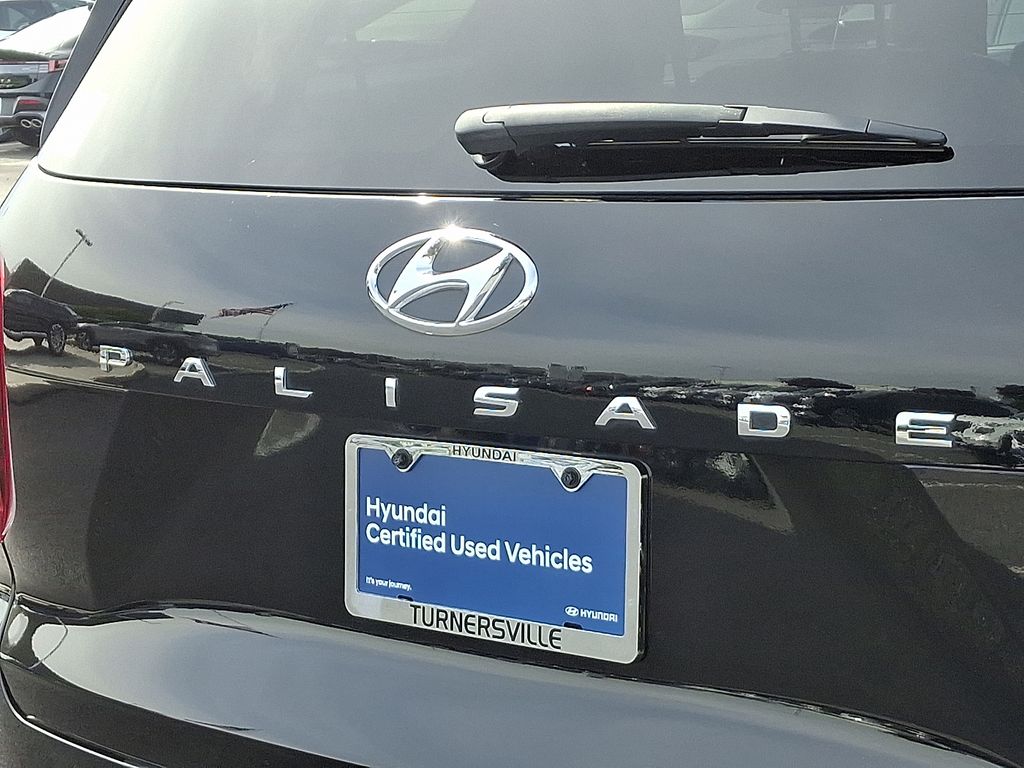 PALISADE
HYUNDAI
Hyundai
Certified Used Vehicles
It's your journey.
HYUNDAI
TURNERSVILLE